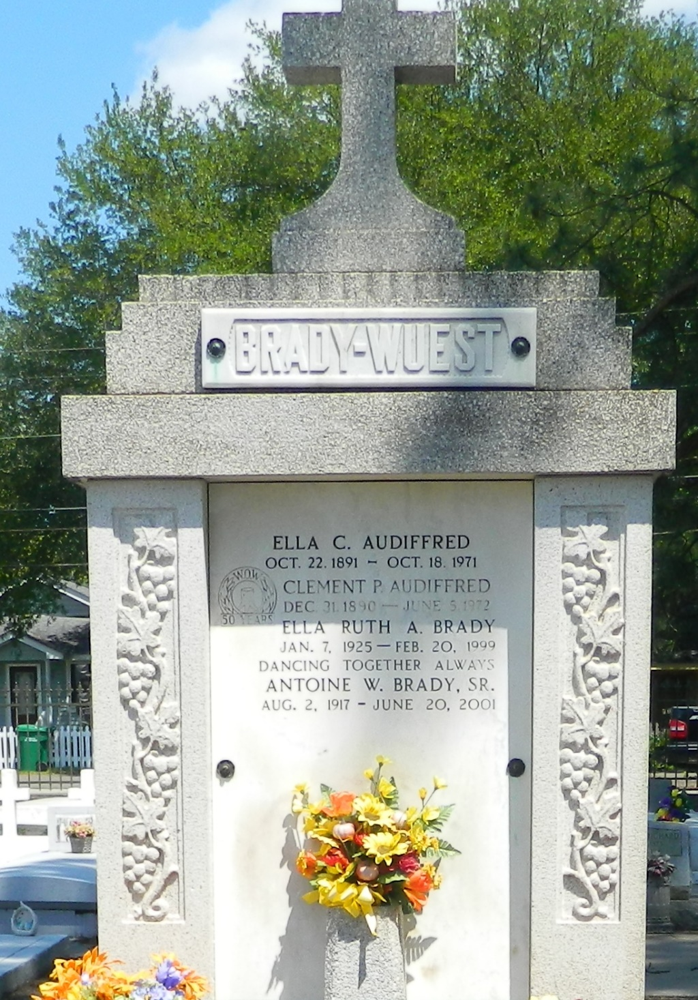 BRADY-WUEST
ELLA C. AUDIFFRED
OCT. 22. 1891 - OCT. 18. 1971
WOW
50 YEARS
CLEMENT P. AUDIFFRED
DEC. 31. 1890 — JUNE 5. 1972
ELLA RUTH A. BRADY
JAN. 7, 1925 — FEB. 20, 1999
DANCING TOGETHER ALWAYS
ANTOINE W. BRADY, SR.
AUG. 2, 1917 - JUNE 20, 2001